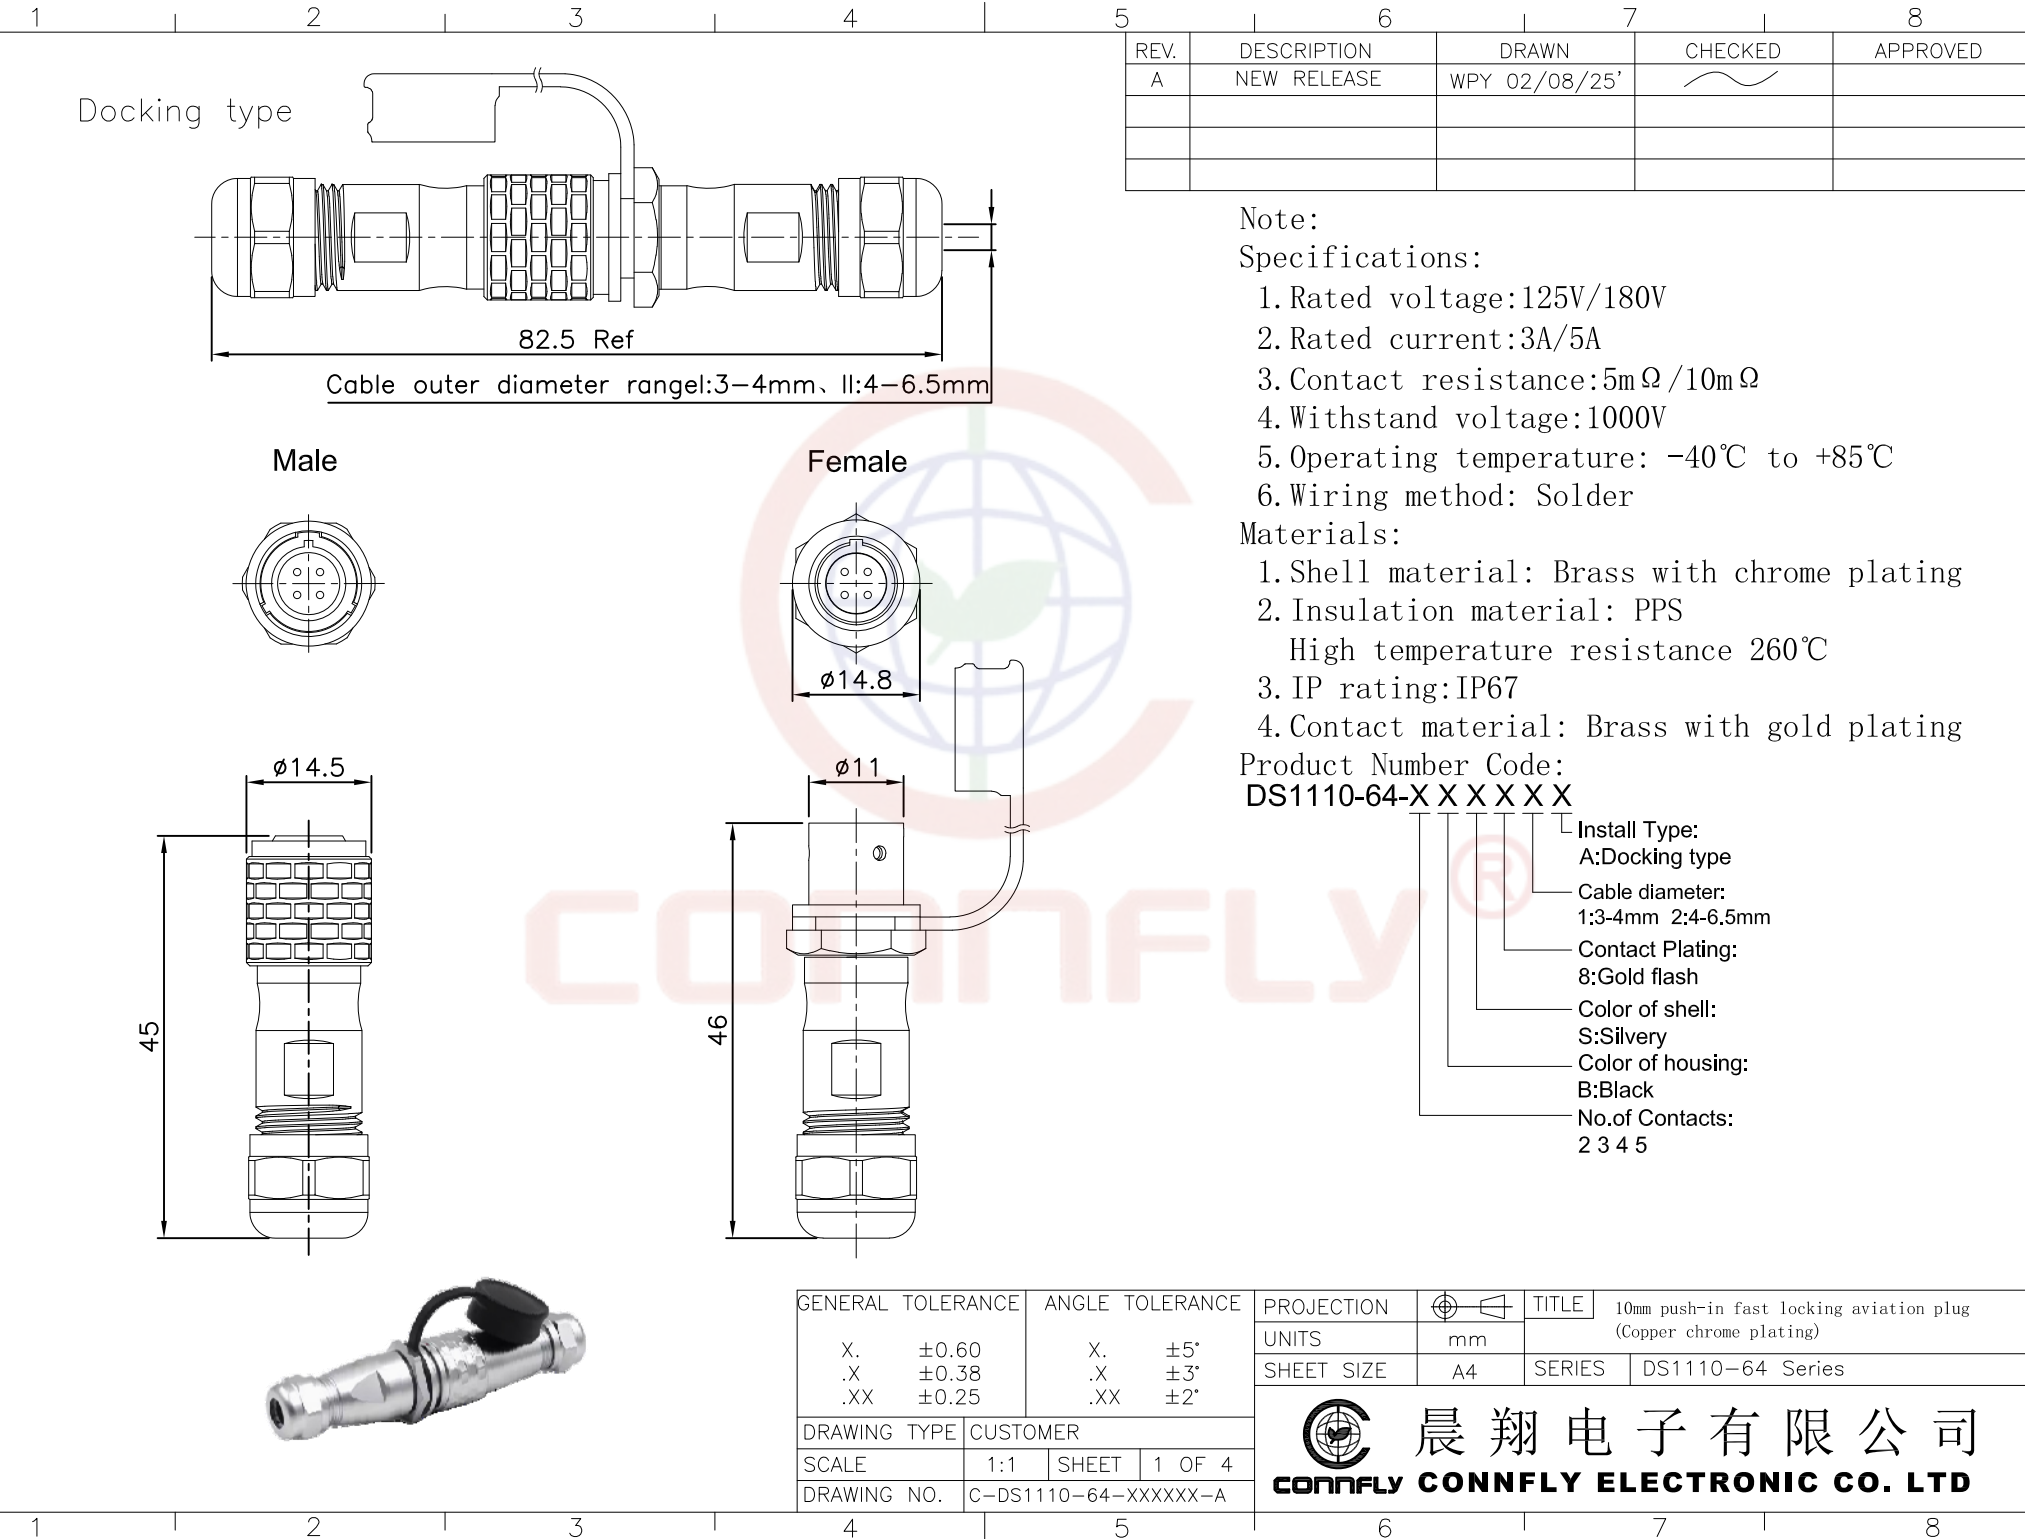 1 2 3 4 5 6 7 8
REV. DESCRIPTION DRAWN CHECKED APPROVED
A NEW RELEASE WPY 02/08/25'
Docking type
82.5 Ref
Cable outer diameter rangeI:3-4mm、II:4-6.5mm
Male
Female
ø14.8
ø14.5
ø11
45
46
Note:
Specifications:
1.Rated voltage:125V/180V
2.Rated current:3A/5A
3.Contact resistance:5mΩ/10mΩ
4.Withstand voltage:1000V
5.Operating temperature: -40℃ to +85℃
6.Wiring method: Solder
Materials:
1.Shell material: Brass with chrome plating
2.Insulation material: PPS
High temperature resistance 260℃
3.IP rating:IP67
4.Contact material: Brass with gold plating
Product Number Code:
DS1110-64-X X X X X X
Install Type:
A:Docking type
Cable diameter:
1:3-4mm 2:4-6.5mm
Contact Plating:
8:Gold flash
Color of shell:
S:Silvery
Color of housing:
B:Black
No.of Contacts:
2 3 4 5
CONNFLY ®
GENERAL TOLERANCE ANGLE TOLERANCE
X. ±0.60 X. ±5°
.X ±0.38 .X ±3°
.XX ±0.25 .XX ±2°
DRAWING TYPE CUSTOMER
SCALE 1:1 SHEET 1 OF 4
DRAWING NO. C-DS1110-64-XXXXXX-A
PROJECTION TITLE 10mm push-in fast locking aviation plug
(Copper chrome plating)
UNITS mm
SHEET SIZE A4 SERIES DS1110-64 Series
晨翔电子有限公司
CONNFLY CONNFLY ELECTRONIC CO. LTD
1 2 3 4 5 6 7 8